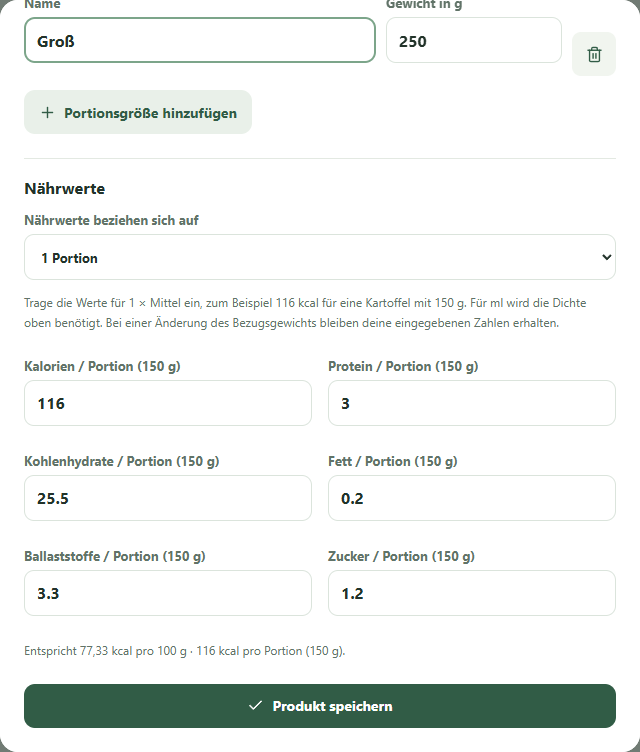 Name
Gewicht in g
Groß
250
Portionsgröße hinzufügen
Nährwerte
Nährwerte beziehen sich auf
1 Portion
Trage die Werte für 1 × Mittel ein, zum Beispiel 116 kcal für eine Kartoffel mit 150 g. Für ml wird die Dichte
oben benötigt. Bei einer Änderung des Bezugsgewichts bleiben deine eingegebenen Zahlen erhalten.
Kalorien / Portion (150 g)
Protein / Portion (150 g)
116
3
Kohlenhydrate / Portion (150 g)
Fett / Portion (150 g)
25.5
0.2
Ballaststoffe / Portion (150 g)
Zucker / Portion (150 g)
3.3
1.2
Entspricht 77,33 kcal pro 100 g · 116 kcal pro Portion (150 g).
Produkt speichern